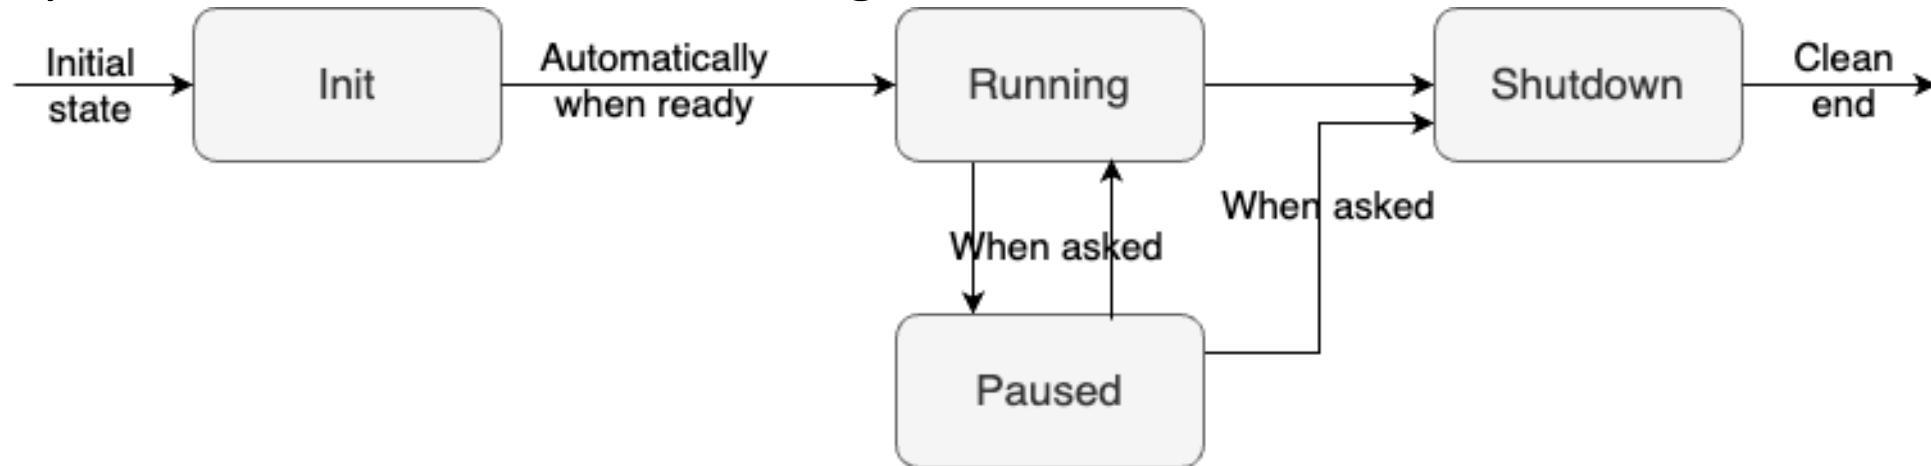 Initial
state
Init
Automatically
when ready
Running
Shutdown
Clean
end
When asked
When asked
Paused